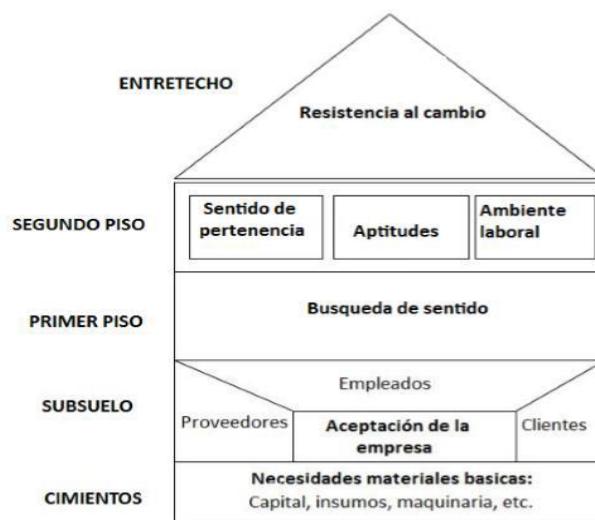 ENTRETECHO
Resistencia al cambio
SEGUNDO PISO
Sentido de
pertenencia
Aptitudes
Ambiente
laboral
PRIMER PISO
Busqueda de sentido
SUBSUELO
Empleados
Proveedores
Aceptación de la
empresa
Clientes
CIMIENTOS
Necesidades materiales basicas:
Capital, insumos, maquinaria, etc.